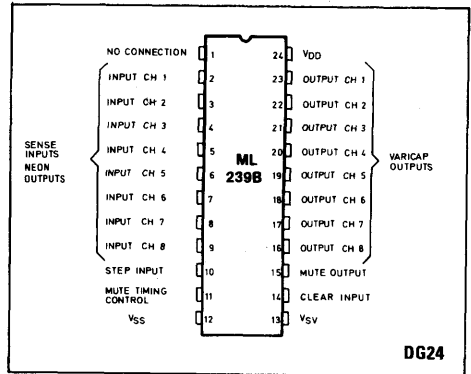 NO CONNECTION 1 24 VDD
INPUT CH 1 2 23 OUTPUT CH 1
INPUT CH 2 3 22 OUTPUT CH 2
INPUT CH 3 4 21 OUTPUT CH 3
INPUT CH 4 5 20 OUTPUT CH 4
INPUT CH 5 6 19 OUTPUT CH 5
INPUT CH 6 7 18 OUTPUT CH 6
INPUT CH 7 8 17 OUTPUT CH 7
INPUT CH 8 9 16 OUTPUT CH 8
STEP INPUT 10 15 MUTE OUTPUT
MUTE TIMING
CONTROL 11 14 CLEAR INPUT
VSS 12 13 VSV
SENSE
INPUTS
NEON
OUTPUTS
ML
239B
VARICAP
OUTPUTS
DG24